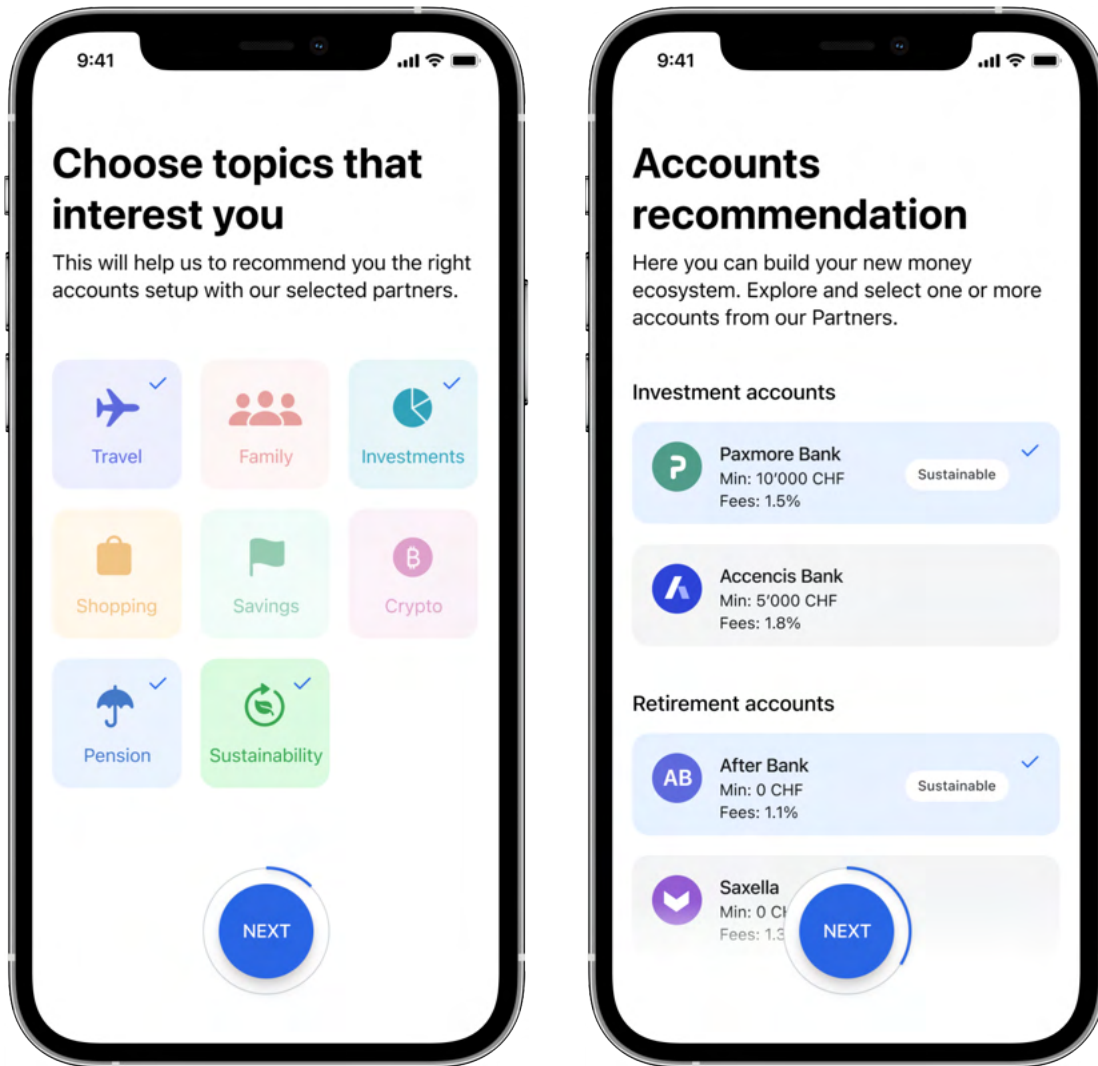 9:41
Choose topics that
interest you
This will help us to recommend you the right
accounts setup with our selected partners.
Travel
Family
Investments
Shopping
Savings
Crypto
Pension
Sustainability
NEXT
9:41
Accounts
recommendation
Here you can build your new money
ecosystem. Explore and select one or more
accounts from our Partners.
Investment accounts
Paxmore Bank
Min: 10'000 CHF
Fees: 1.5%
Sustainable
Accencis Bank
Min: 5'000 CHF
Fees: 1.8%
Retirement accounts
AB
After Bank
Min: 0 CHF
Fees: 1.1%
Sustainable
Saxella
Min: 0
Fees:
NEXT